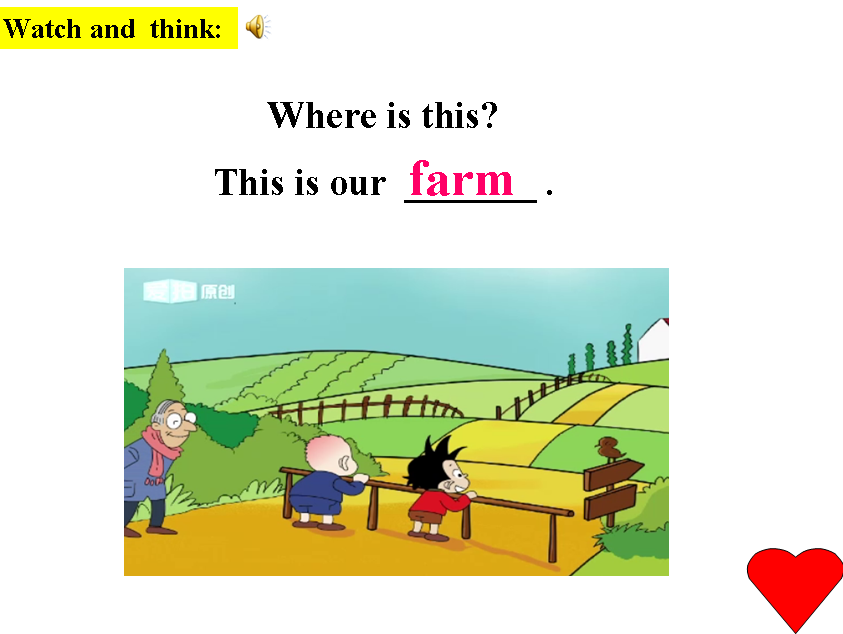 Watch and think:
Where is this?
This is our farm .
原创